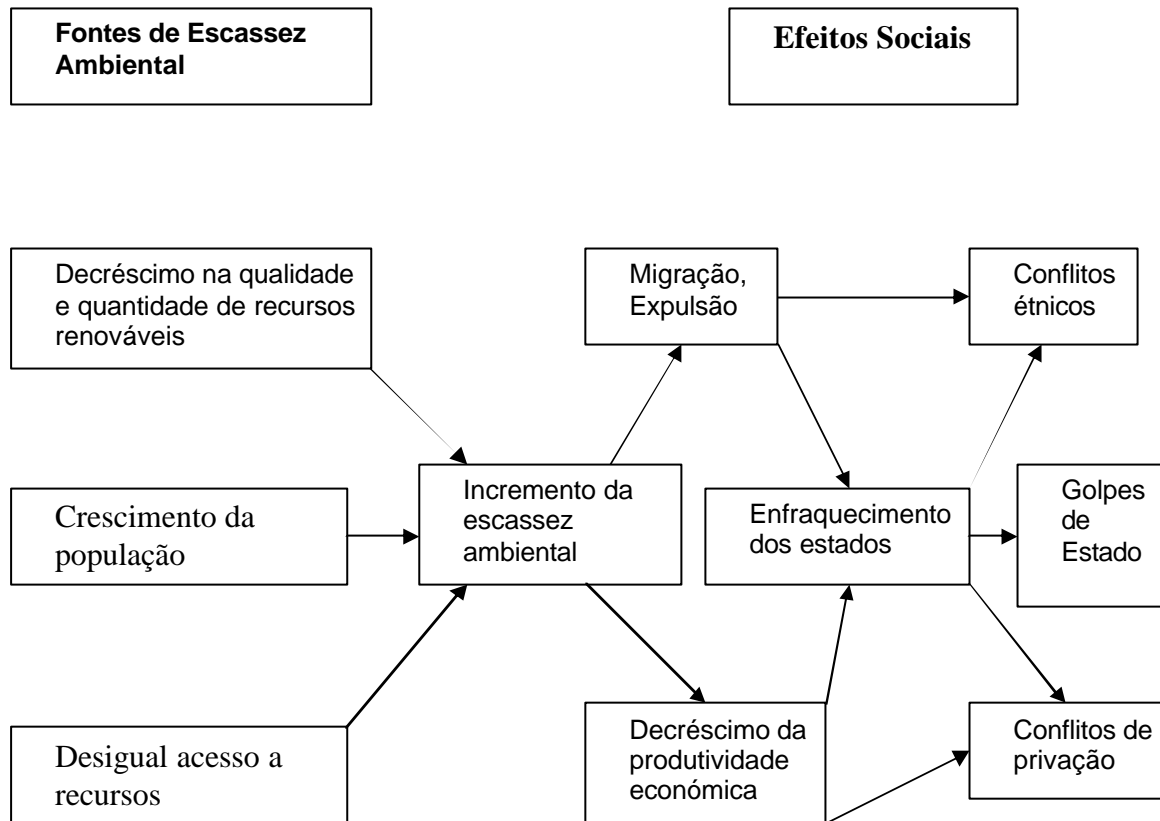 Fontes de Escassez
Ambiental
Efeitos Sociais
Decréscimo na qualidade
e quantidade de recursos
renováveis
Migração,
Expulsão
Conflitos
étnicos
Crescimento da
população
Incremento da
escassez
ambiental
Enfraquecimento
dos estados
Golpes
de
Estado
Desigual acesso a
recursos
Decréscimo da
produtividade
económica
Conflitos de
privação